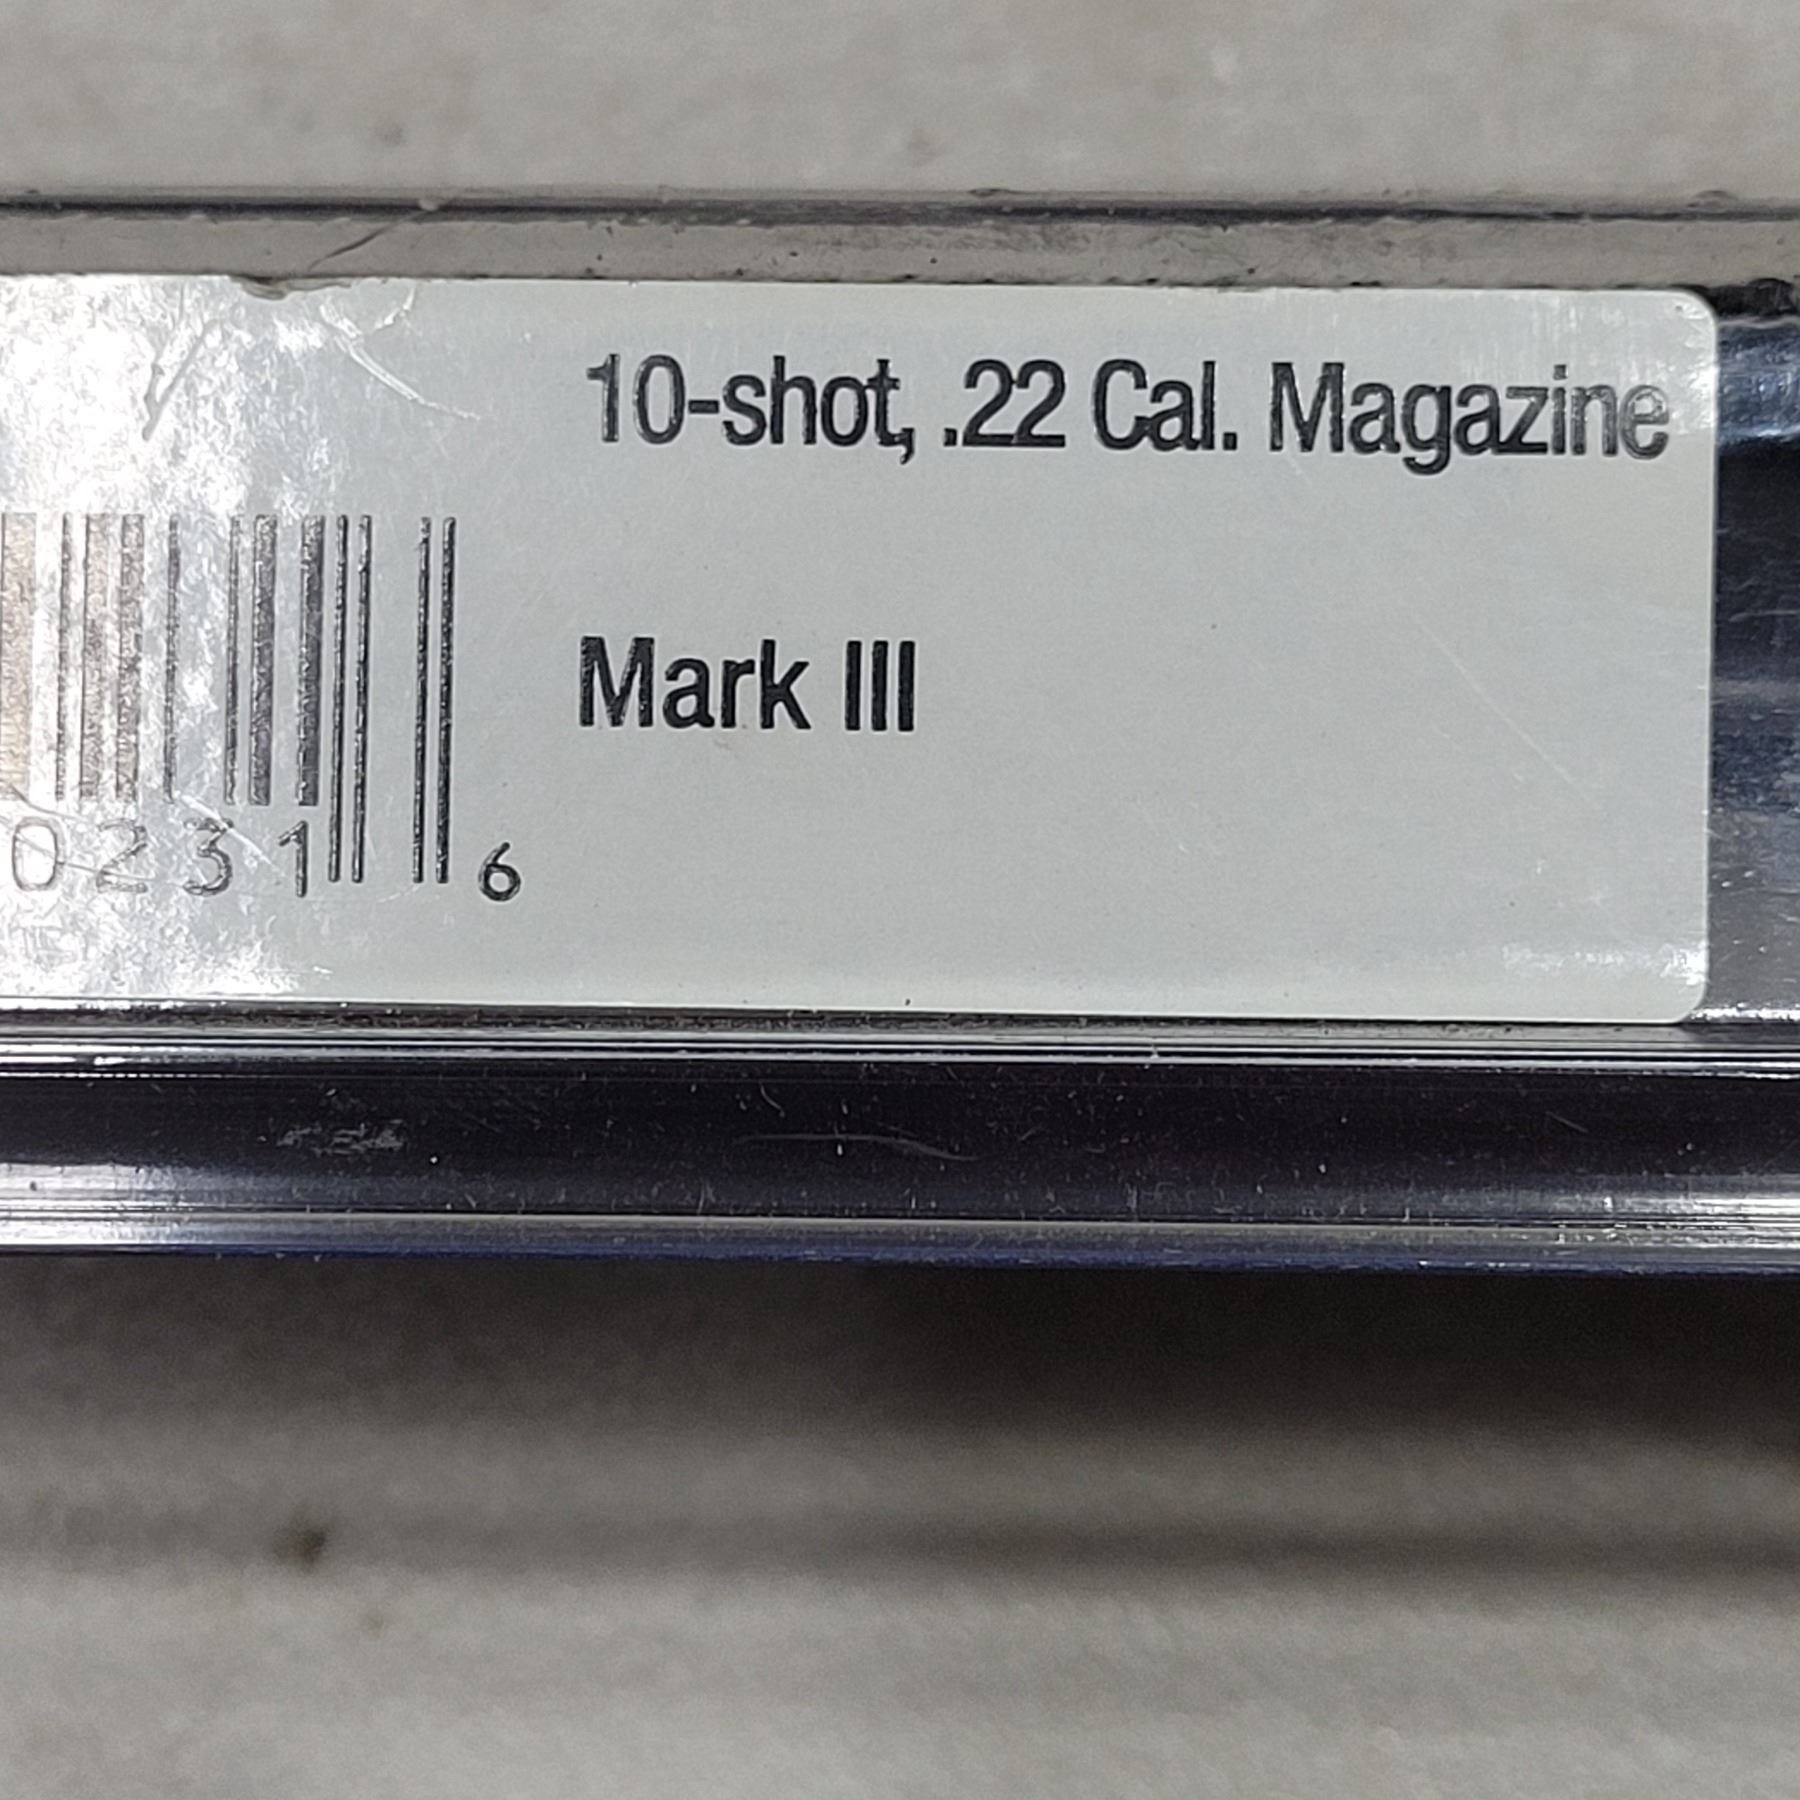 10-shot, .22 Cal. Magazine
Mark III
0231 6